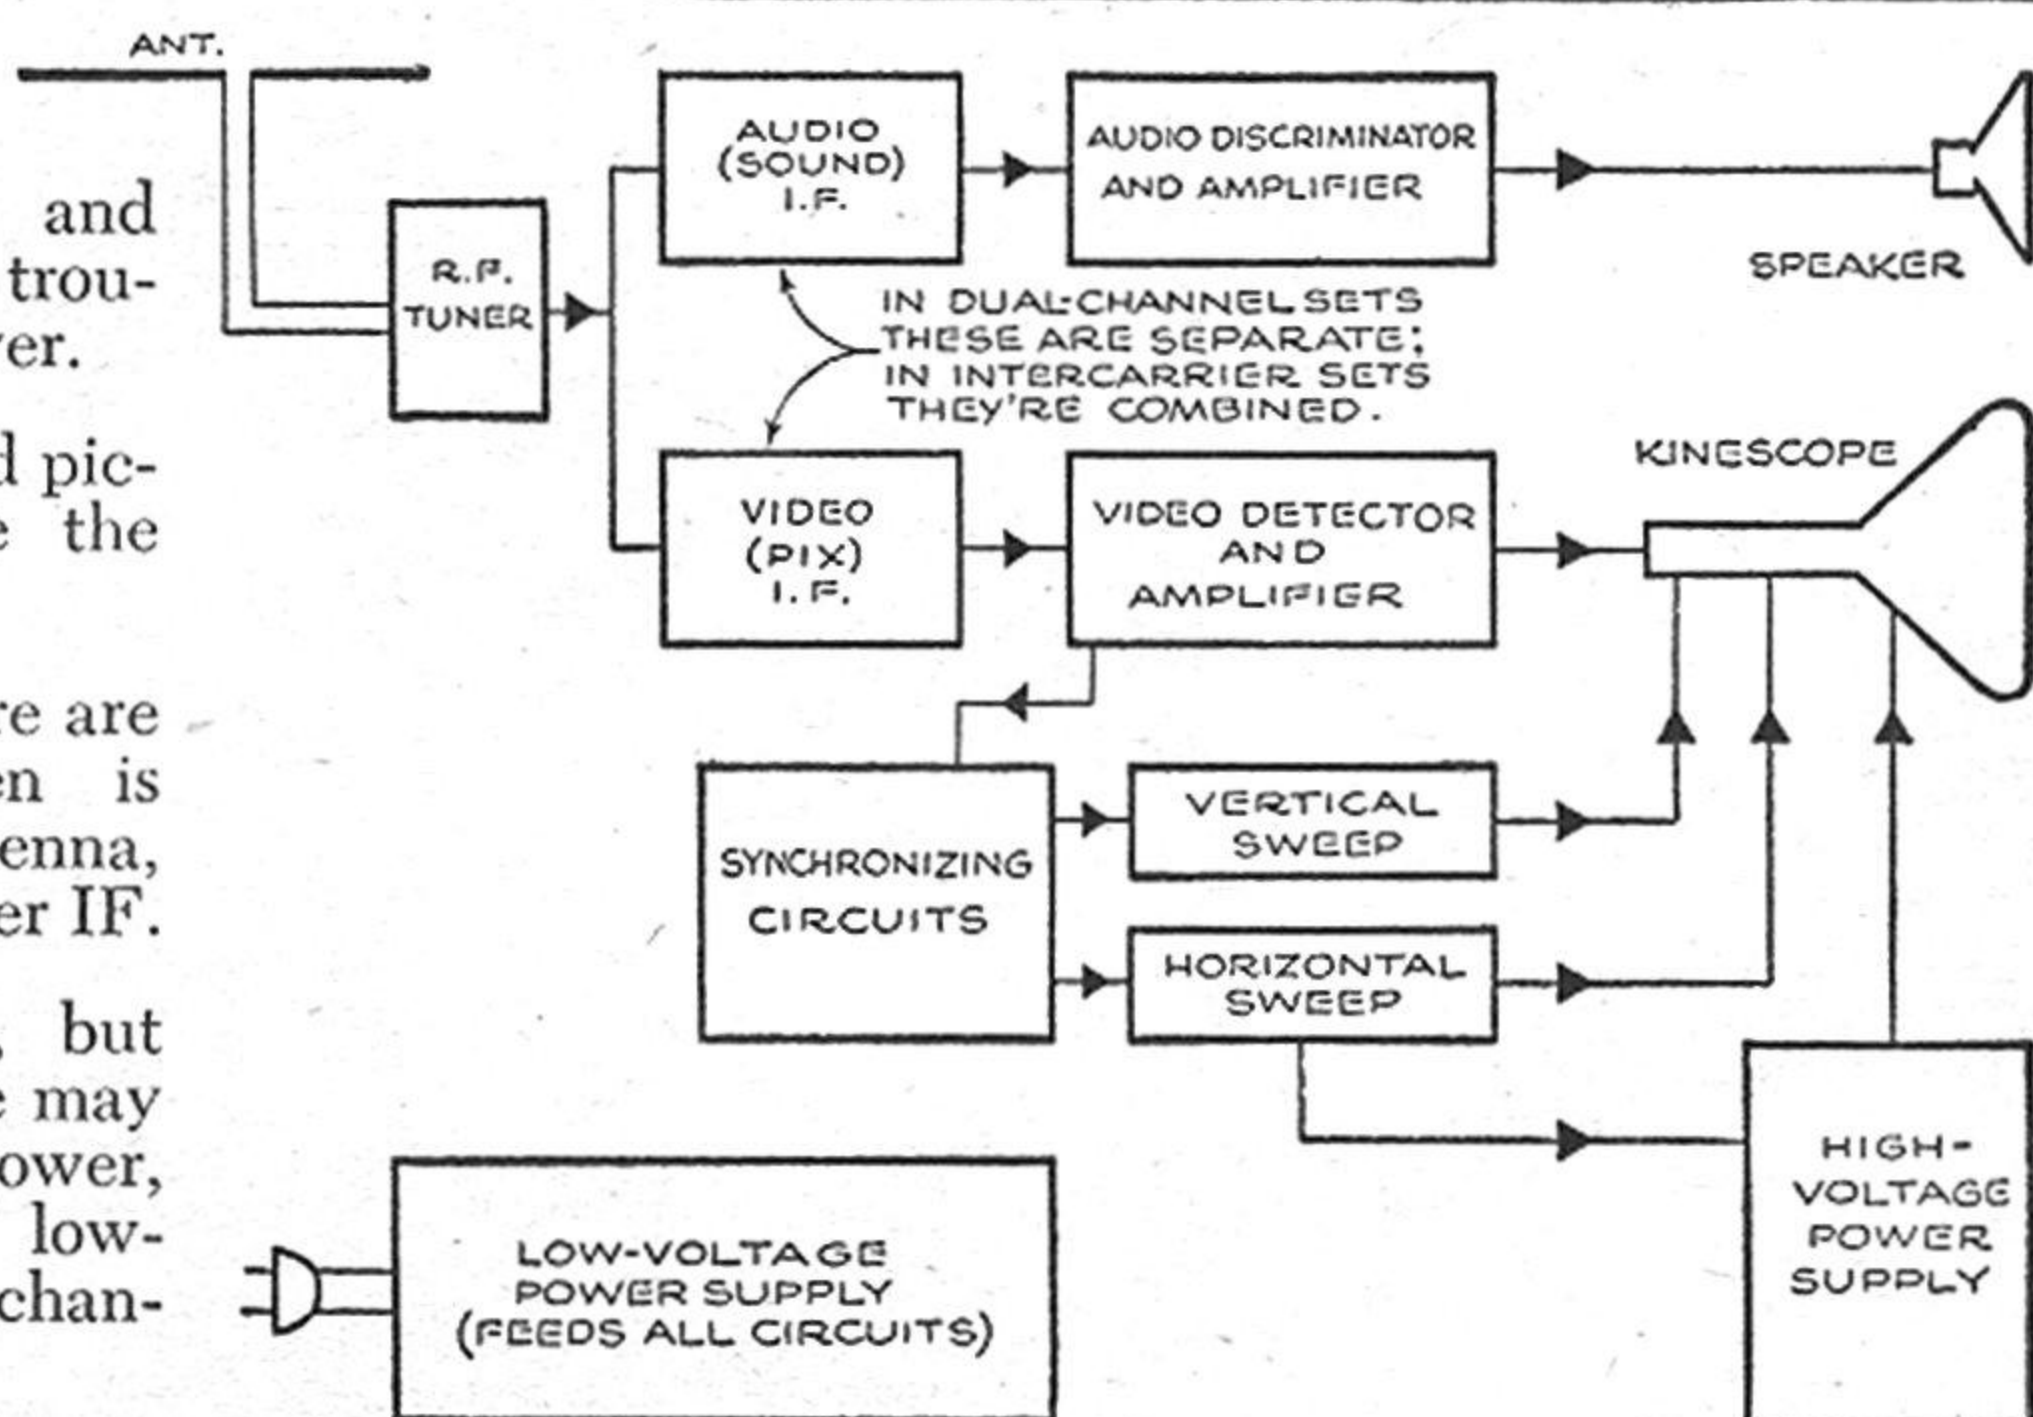 and
trou-
ver.
d pic-
the
re are
is
enna,
er IF.
but
may
ower,
low-
chan-
ANT.
R.F.
TUNER
AUDIO
(SOUND)
I.F.
AUDIO DISCRIMINATOR
AND AMPLIFIER
SPEAKER
IN DUAL-CHANNEL SETS
THESE ARE SEPARATE;
IN INTERCARRIER SETS
THEY'RE COMBINED.
VIDEO
(PIX)
I.F.
VIDEO DETECTOR
AND
AMPLIFIER
KINESCOPE
SYNCHRONIZING
CIRCUITS
VERTICAL
SWEEP
HORIZONTAL
SWEEP
LOW-VOLTAGE
POWER SUPPLY
(FEEDS ALL CIRCUITS)
HIGH-
VOLTAGE
POWER
SUPPLY